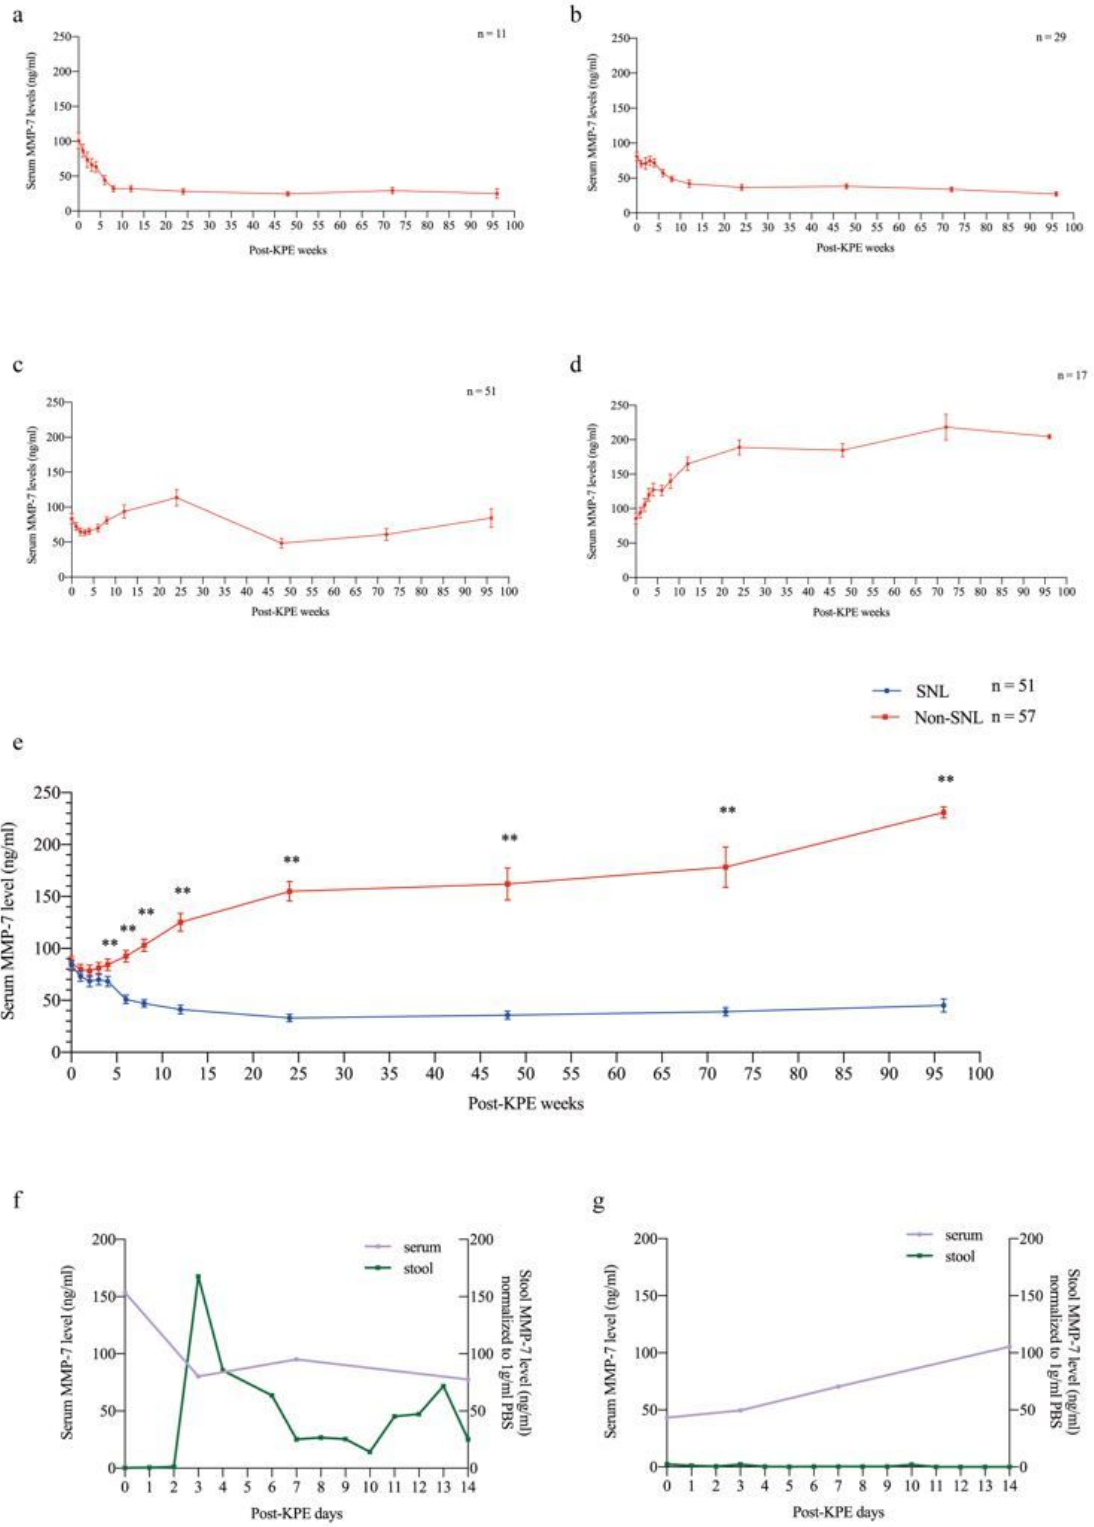 a
n = 11
Serum MMP-7 levels (ng/ml)
250
200
150
100
50
0
0 5 10 15 20 25 30 35 40 45 50 55 60 65 70 75 80 85 90 95 100
Post-KPE weeks
b
n = 29
Serum MMP-7 levels (ng/ml)
250
200
150
100
50
0
0 5 10 15 20 25 30 35 40 45 50 55 60 65 70 75 80 85 90 95 100
Post-KPE weeks
c
n = 51
Serum MMP-7 levels (ng/ml)
250
200
150
100
50
0
0 5 10 15 20 25 30 35 40 45 50 55 60 65 70 75 80 85 90 95 100
Post-KPE weeks
d
n = 17
Serum MMP-7 levels (ng/ml)
250
200
150
100
50
0
0 5 10 15 20 25 30 35 40 45 50 55 60 65 70 75 80 85 90 95 100
Post-KPE weeks
SNL n = 51
Non-SNL n = 57
e
Serum MMP-7 level (ng/ml)
250
200
150
100
50
0
** ** ** ** ** ** ** **
0 5 10 15 20 25 30 35 40 45 50 55 60 65 70 75 80 85 90 95 100
Post-KPE weeks
f
serum
stool
Serum MMP-7 level (ng/ml)
200
150
100
50
0
200
150
100
50
0
Stool MMP-7 level (ng/ml)
normalized to 1g/ml PBS
0 1 2 3 4 5 6 7 8 9 10 11 12 13 14
Post-KPE days
g
serum
stool
Serum MMP-7 level (ng/ml)
200
150
100
50
0
200
150
100
50
0
Stool MMP-7 level (ng/ml)
normalized to 1g/ml PBS
0 1 2 3 4 5 6 7 8 9 10 11 12 13 14
Post-KPE days